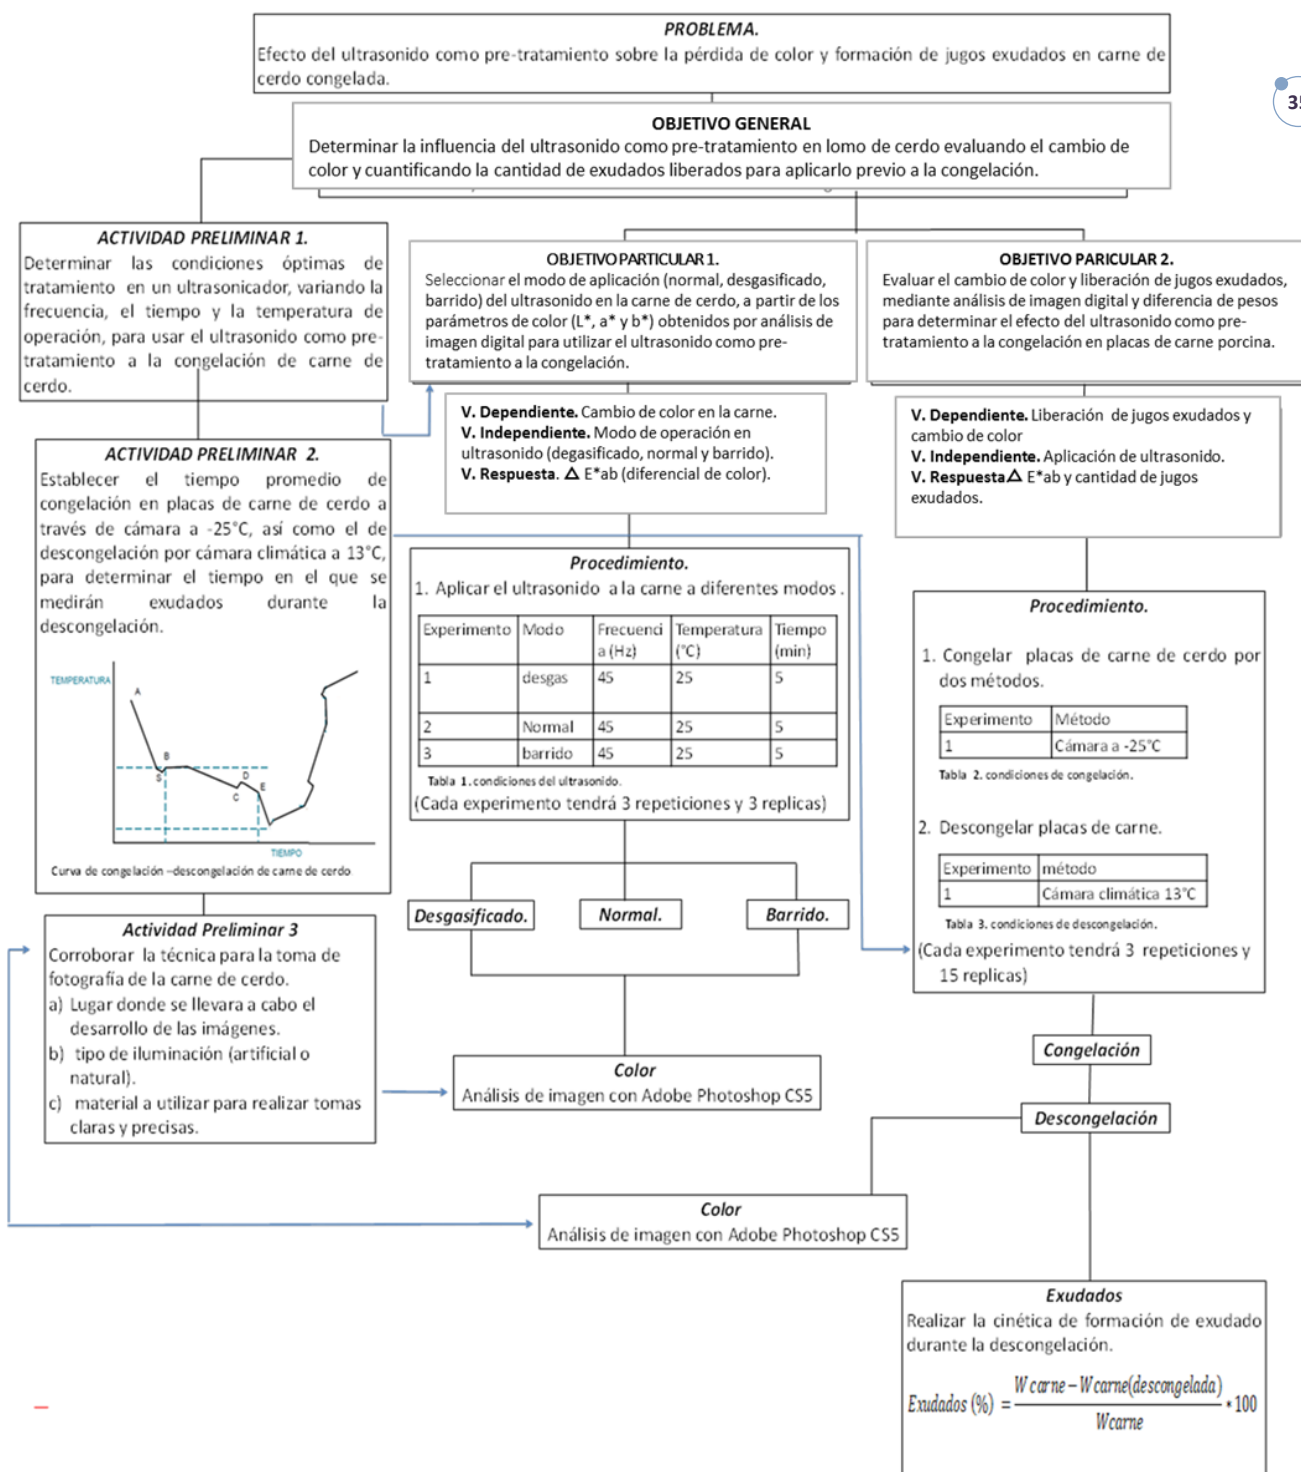 PROBLEMA.
Efecto del ultrasonido como pre-tratamiento sobre la pérdida de color y formación de jugos exudados en carne de
cerdo congelada.
35
OBJETIVO GENERAL
Determinar la influencia del ultrasonido como pre-tratamiento en lomo de cerdo evaluando el cambio de
color y cuantificando la cantidad de exudados liberados para aplicarlo previo a la congelación.
ACTIVIDAD PRELIMINAR 1.
Determinar las condiciones óptimas de
tratamiento en un ultrasonicador, variando la
frecuencia, el tiempo y la temperatura de
operación, para usar el ultrasonido como pre-
tratamiento a la congelación de carne de
cerdo.
OBJETIVO PARTICULAR 1.
Seleccionar el modo de aplicación (normal, desgasificado,
barrido) del ultrasonido en la carne de cerdo, a partir de los
parámetros de color (L*, a* y b*) obtenidos por análisis de
imagen digital para utilizar el ultrasonido como pre-
tratamiento a la congelación.
OBJETIVO PARICULAR 2.
Evaluar el cambio de color y liberación de jugos exudados,
mediante análisis de imagen digital y diferencia de pesos
para determinar el efecto del ultrasonido como pre-
tratamiento a la congelación en placas de carne porcina.
V. Dependiente. Cambio de color en la carne.
V. Independiente. Modo de operación en
ultrasonido (degasificado, normal y barrido).
V. Respuesta. Δ E*ab (diferencial de color).
V. Dependiente. Liberación de jugos exudados y
cambio de color
V. Independiente. Aplicación de ultrasonido.
V. Respuesta Δ E*ab y cantidad de jugos
exudados.
ACTIVIDAD PRELIMINAR 2.
Establecer el tiempo promedio de
congelación en placas de carne de cerdo a
través de cámara a -25°C, así como el de
descongelación por cámara climática a 13°C,
para determinar el tiempo en el que se
medirán exudados durante la
descongelación.
TEMPERATURA
A
B
S
D
C
E
TIEMPO
Curva de congelación –descongelación de carne de cerdo
Procedimiento.
1. Aplicar el ultrasonido a la carne a diferentes modos .
Experimento Modo Frecuenci Temperatura Tiempo
a (Hz) (°C) (min)
1 desgas 45 25 5
2 Normal 45 25 5
3 barrido 45 25 5
Tabla 1. condiciones del ultrasonido.
(Cada experimento tendrá 3 repeticiones y 3 replicas)
Procedimiento.
1. Congelar placas de carne de cerdo por
dos métodos.
Experimento Método
1 Cámara a -25°C
Tabla 2. condiciones de congelación.
2. Descongelar placas de carne.
Experimento método
1 Cámara climática 13°C
Tabla 3. condiciones de descongelación.
(Cada experimento tendrá 3 repeticiones y
15 replicas)
Desgasificado. Normal. Barrido.
Actividad Preliminar 3
Corroborar la técnica para la toma de
fotografía de la carne de cerdo.
a) Lugar donde se llevara a cabo el
desarrollo de las imágenes.
b) tipo de iluminación (artificial o
natural).
c) material a utilizar para realizar tomas
claras y precisas.
Color
Análisis de imagen con Adobe Photoshop CS5
Congelación
Descongelación
Color
Análisis de imagen con Adobe Photoshop CS5
Exudados
Realizar la cinética de formación de exudado
durante la descongelación.
W carne – W carne(descongelada)
Exudados (%) = * 100
Wcarne